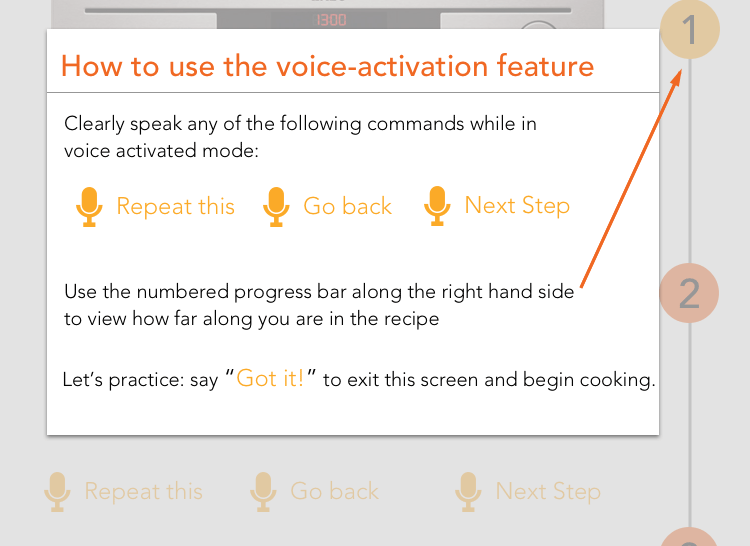 1300
1
How to use the voice-activation feature
Clearly speak any of the following commands while in
voice activated mode:
Repeat this Go back Next Step
Use the numbered progress bar along the right hand side
2
to view how far along you are in the recipe
Let's practice: say "Got it!" to exit this screen and begin cooking.
Repeat this Go back Next Step